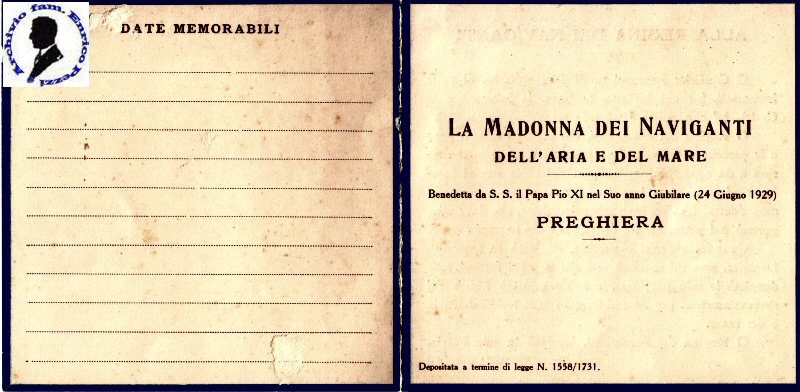 Archivio fam. Enrico Pezzi
DATE MEMORABILI
LA MADONNA DEI NAVIGANTI
DELL'ARIA E DEL MARE
Benedetta da S. S. il Papa Pio XI nel Suo anno Giubilare (24 Giugno 1929)
PREGHIERA
Depositata a termine di legge N. 1558/1731.